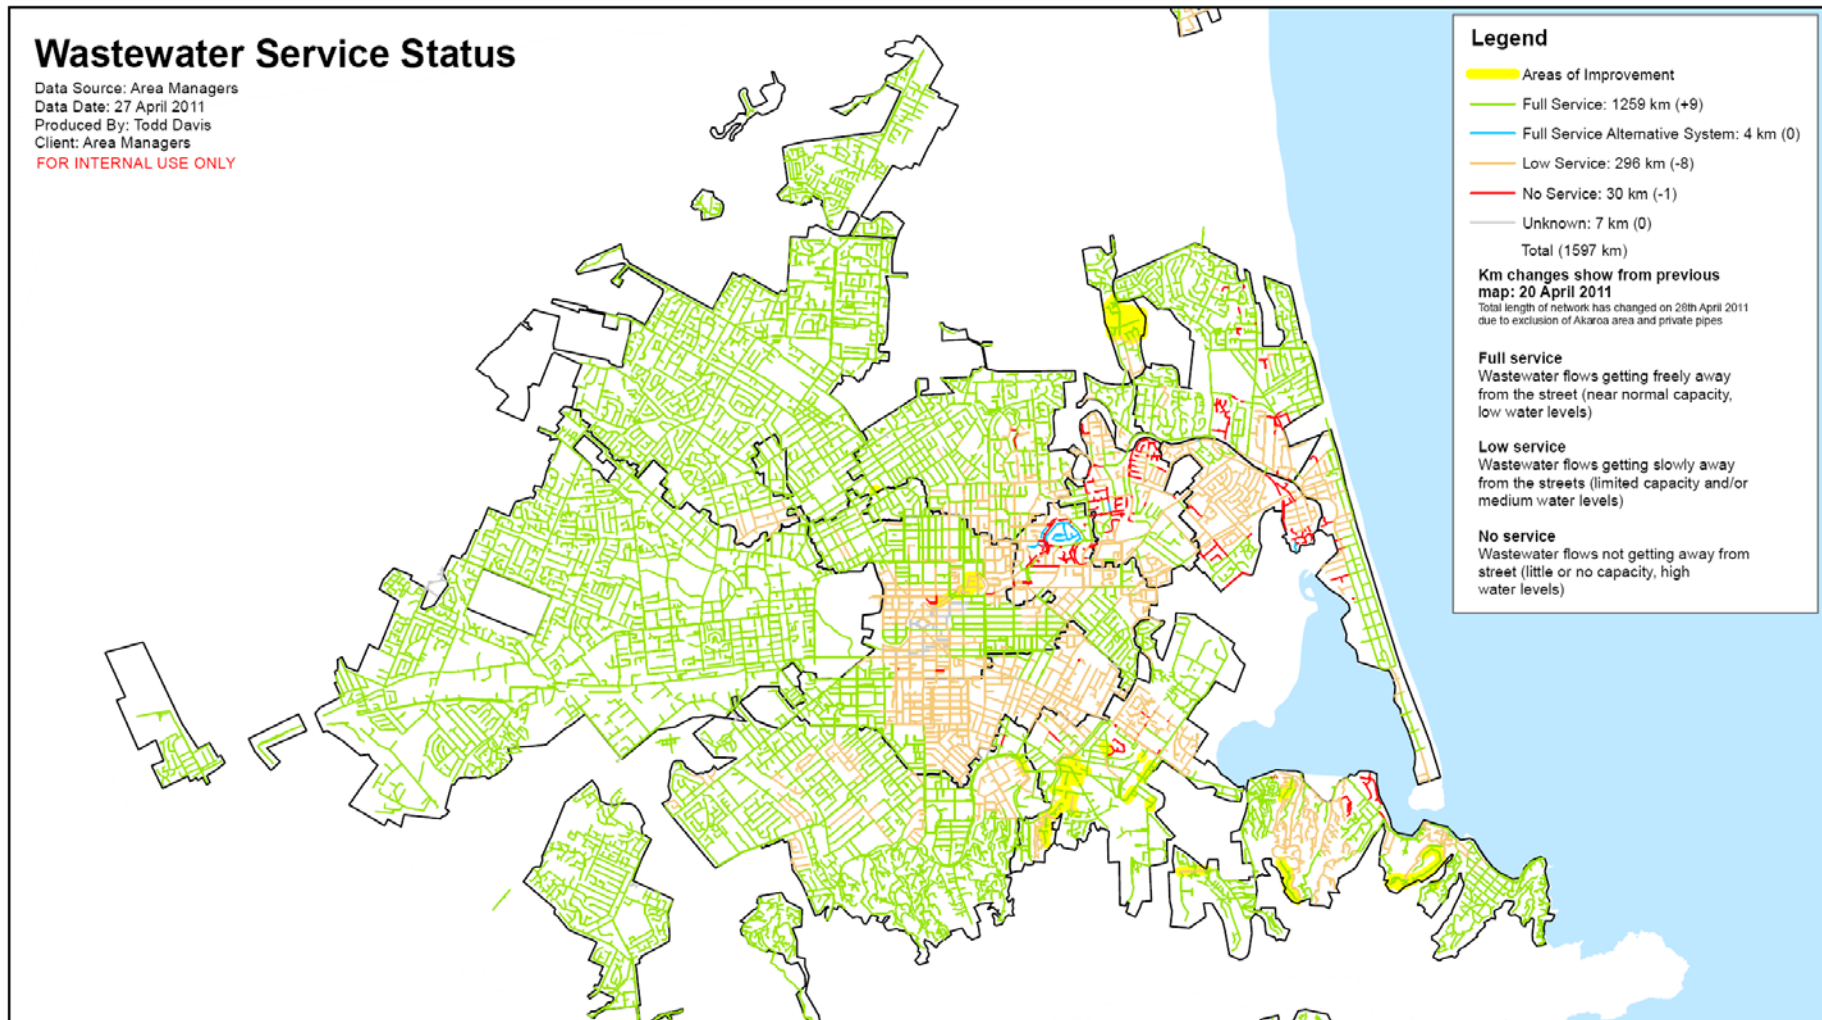 Wastewater Service Status
Data Source: Area Managers
Data Date: 27 April 2011
Produced By: Todd Davis
Client: Area Managers
FOR INTERNAL USE ONLY
Legend
Areas of Improvement
Full Service: 1259 km (+9)
Full Service Alternative System: 4 km (0)
Low Service: 296 km (-8)
No Service: 30 km (-1)
Unknown: 7 km (0)
Total (1597 km)
Km changes show from previous
map: 20 April 2011
Total length of network has changed on 28th April 2011
due to exclusion of Akaroa area and private pipes
Full service
Wastewater flows getting freely away
from the street (near normal capacity,
low water levels)
Low service
Wastewater flows getting slowly away
from the streets (limited capacity and/or
medium water levels)
No service
Wastewater flows not getting away from
street (little or no capacity, high
water levels)